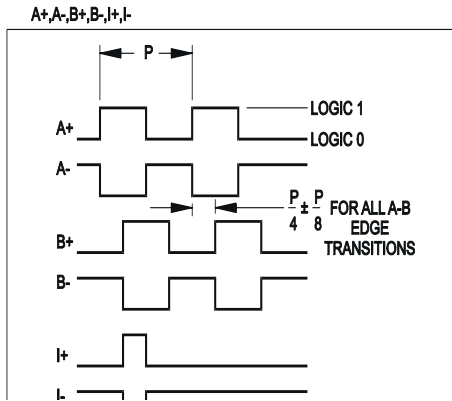 A+,A-,B+,B-,I+,I-
P
LOGIC 1
A+
LOGIC 0
A-
P/4 ± P/8 FOR ALL A-B
EDGE
TRANSITIONS
B+
B-
I+
I-